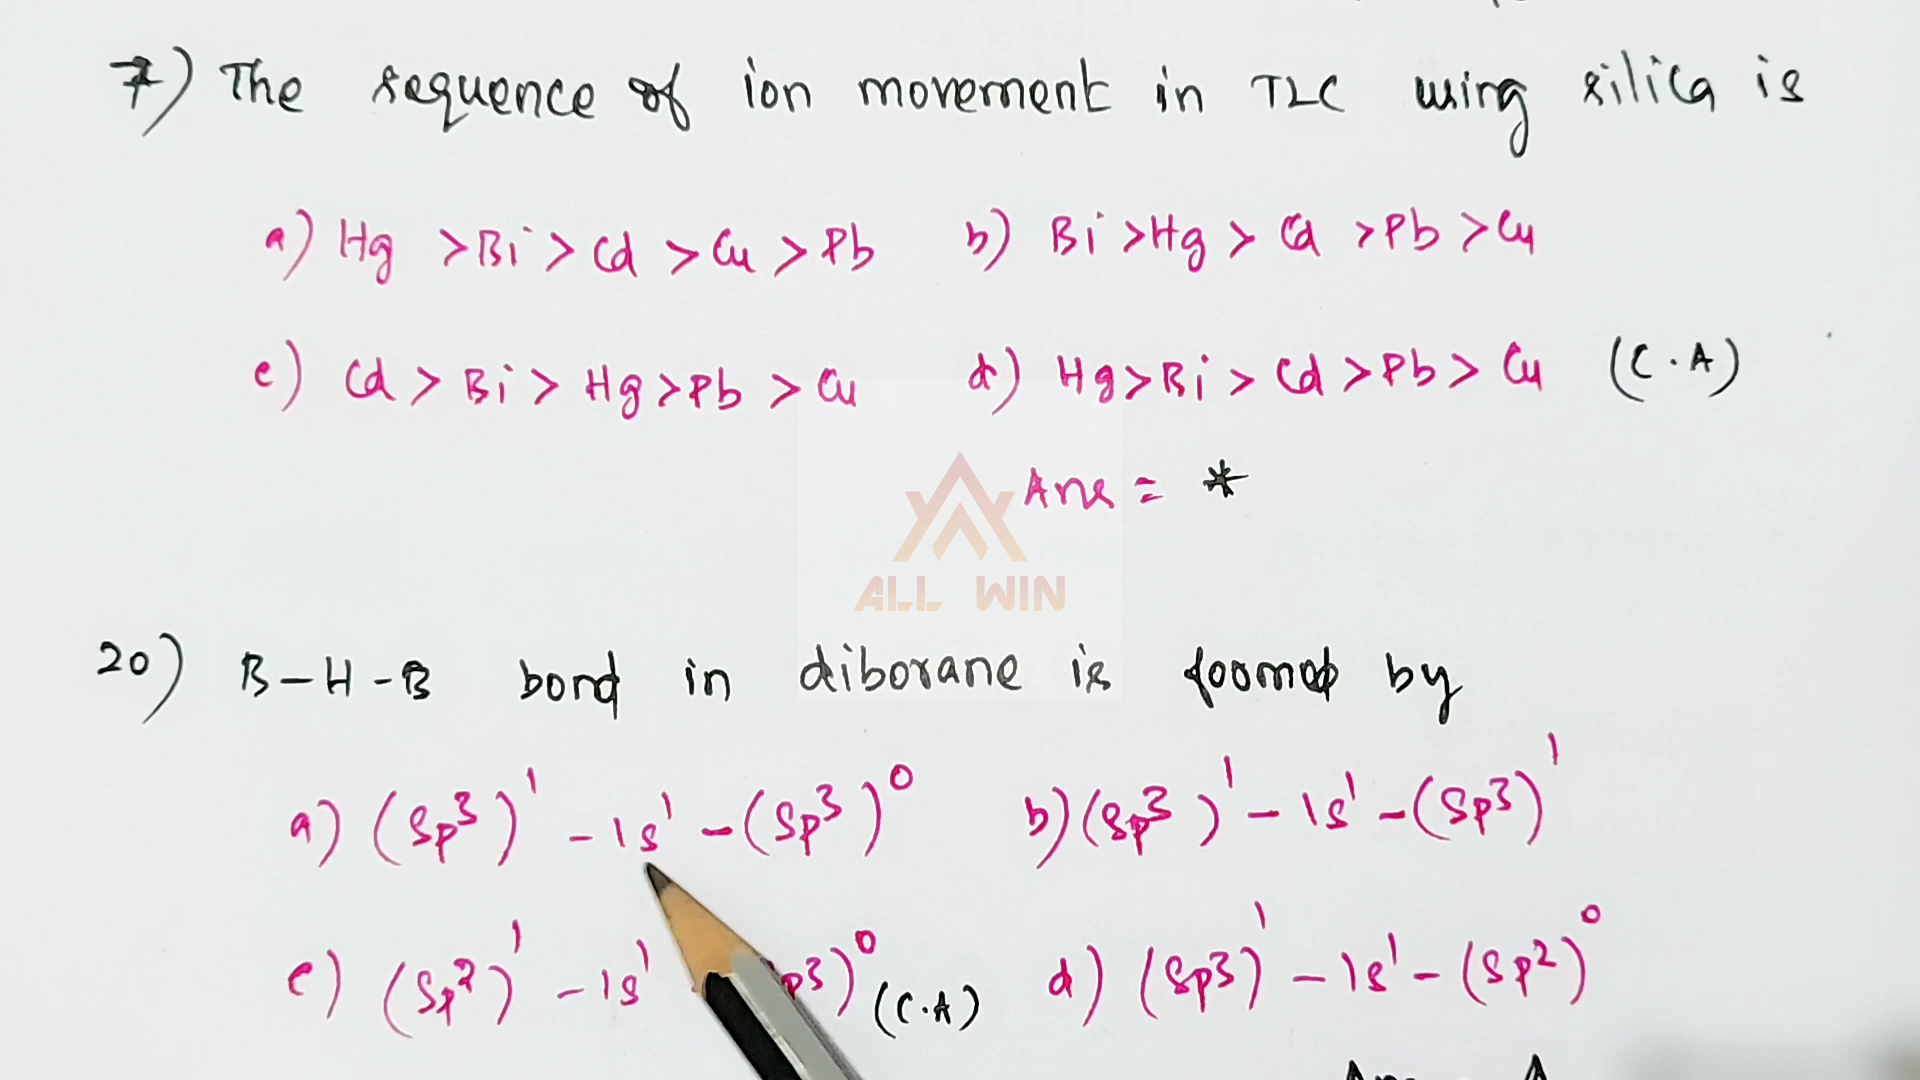 7) The sequence of ion movement in TLC using silica is
a) Hg >Bi > Cd > Cu > Pb b) Bi >Hg > Cd >Pb >Cu
c) Cd > Bi > Hg >Pb > Cu d) Hg>Bi > Cd >Pb> Cu (C.A)
Ans = *
ALL WIN
20) B-H-B bond in diborane is formed by
a) (Sp³)¹ - 1s¹ - (Sp³)⁰ b) (Sp³)¹ - 1s¹ - (Sp³)¹
c) (Sp²)¹ - 1s¹ p³)⁰ (C.A) d) (Sp³)¹ - 1s¹ - (Sp²)⁰